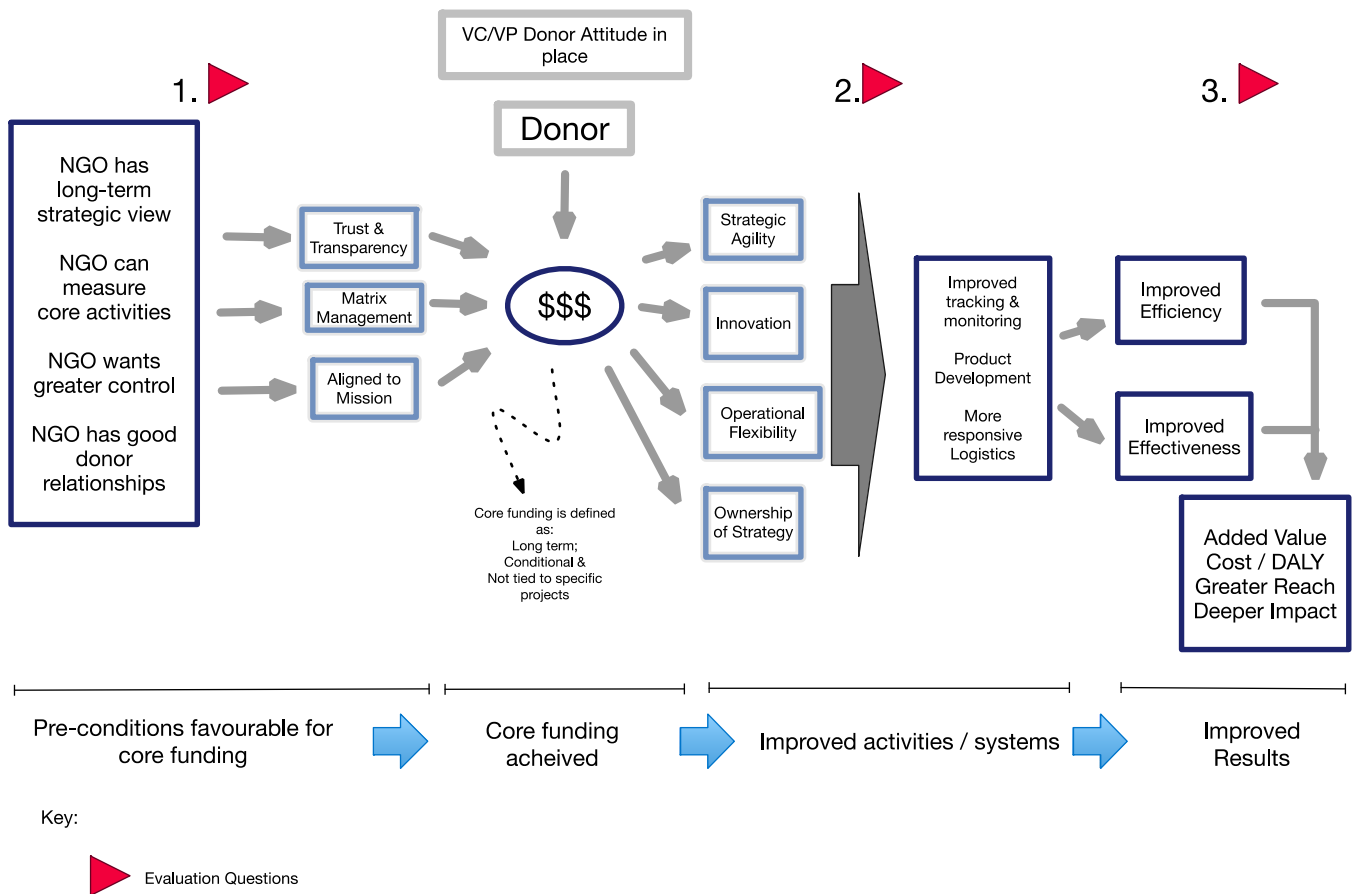 VC/VP Donor Attitude in
place
1.
2.
3.
Donor
NGO has
long-term
strategic view
NGO can
measure
core activities
NGO wants
greater control
NGO has good
donor
relationships
Trust &
Transparency
Matrix
Management
Aligned to
Mission
$$$
Core funding is defined
as:
Long term;
Conditional &
Not tied to specific
projects
Strategic
Agility
Innovation
Operational
Flexibility
Ownership
of Strategy
Improved
tracking &
monitoring
Product
Development
More
responsive
Logistics
Improved
Efficiency
Improved
Effectiveness
Added Value
Cost / DALY
Greater Reach
Deeper Impact
Pre-conditions favourable for
core funding
Core funding
acheived
Improved activities / systems
Improved
Results
Key:
Evaluation Questions